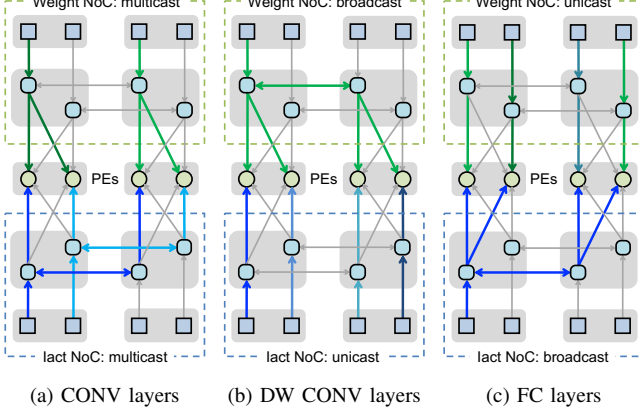 Weight NoC: multicast
Weight NoC: broadcast
Weight NoC: unicast
PEs
PEs
PEs
Iact NoC: multicast
Iact NoC: unicast
Iact NoC: broadcast
(a) CONV layers
(b) DW CONV layers
(c) FC layers